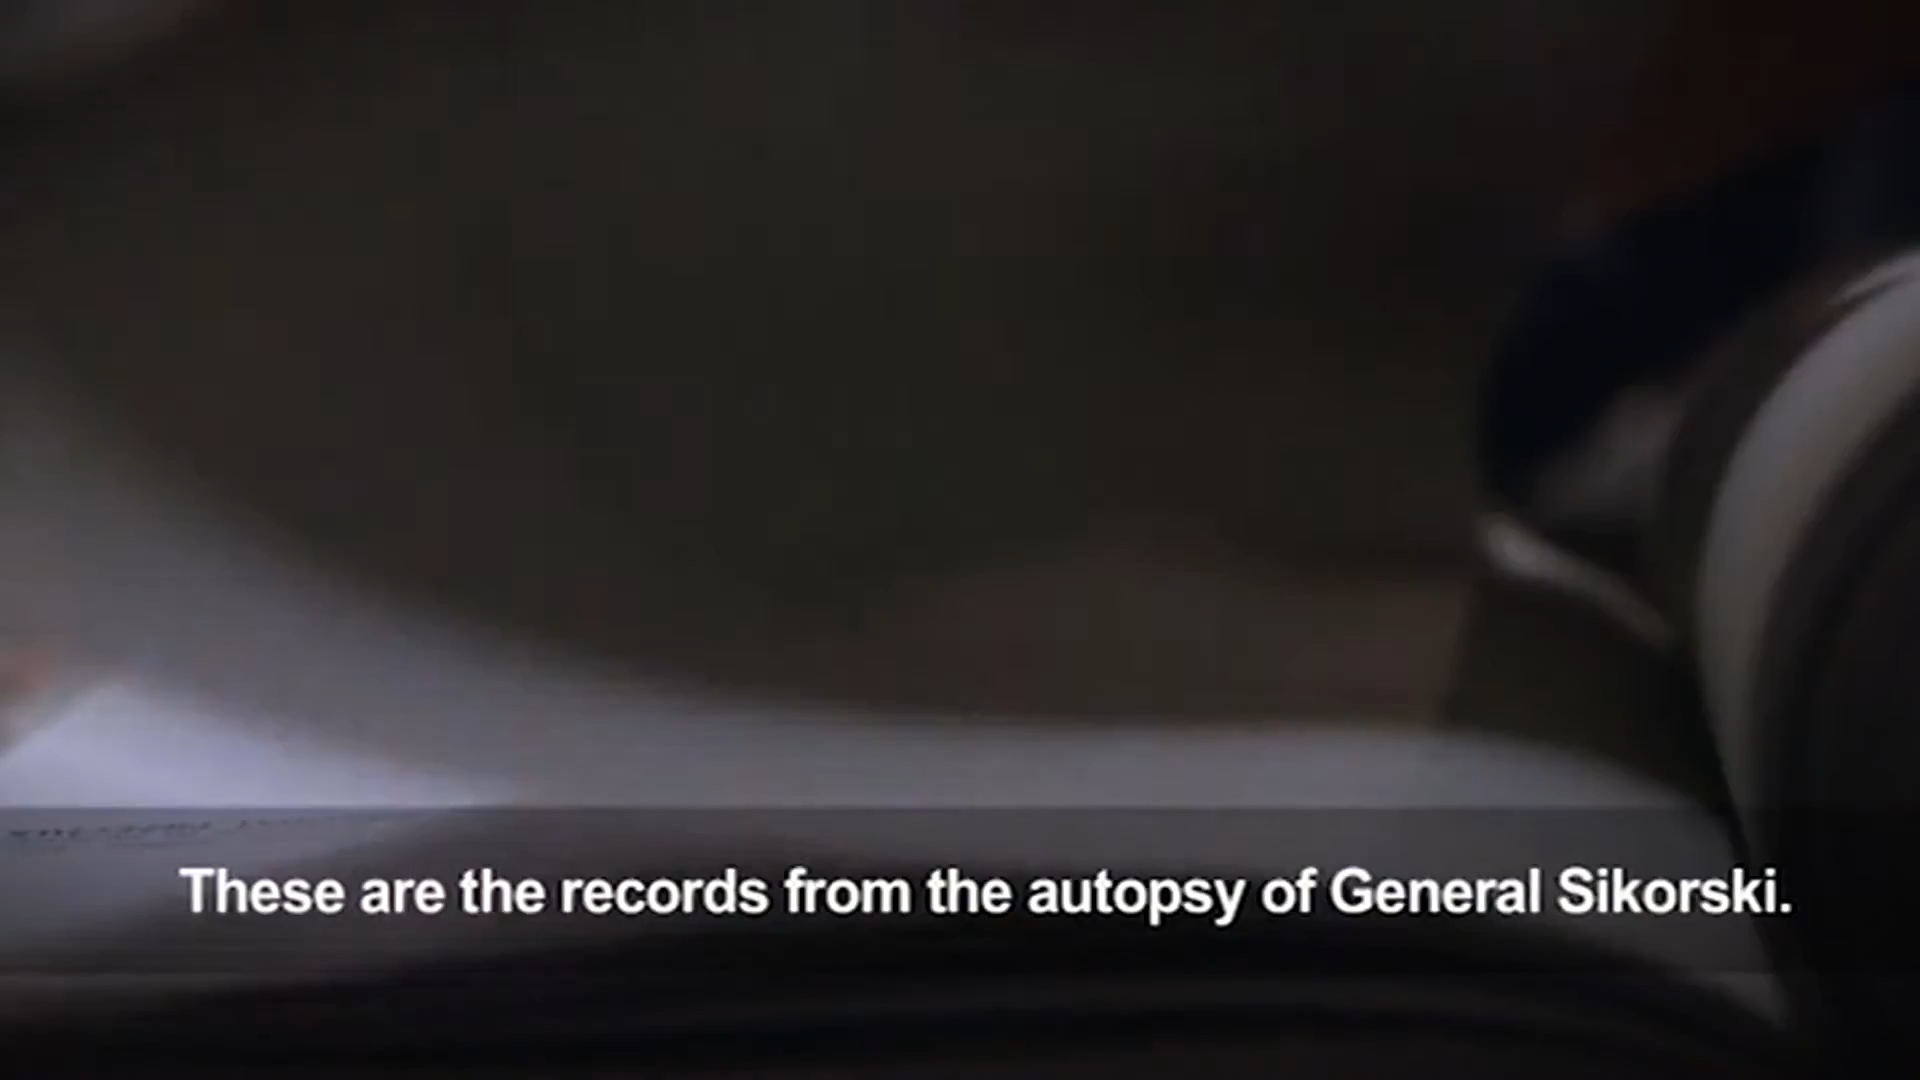 These are the records from the autopsy of General Sikorski.